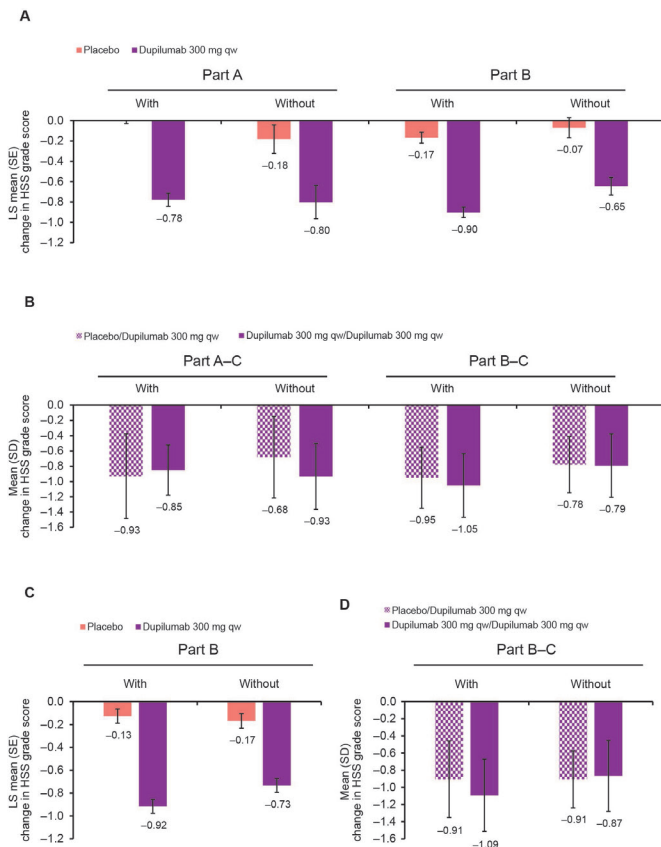 A
Placebo Dupilumab 300 mg qw
Part A Part B
With Without With Without
LS mean (SE)
change in HSS grade score
0.0
−0.2
−0.4
−0.6
−0.8
−1.0
−1.2
−0.78
−0.18
−0.80
−0.17
−0.90
−0.07
−0.65
B
Placebo/Dupilumab 300 mg qw Dupilumab 300 mg qw/Dupilumab 300 mg qw
Part A–C Part B–C
With Without With Without
Mean (SD)
change in HSS grade score
0.0
−0.2
−0.4
−0.6
−0.8
−1.0
−1.2
−1.4
−1.6
−0.93
−0.85
−0.68
−0.93
−0.95
−1.05
−0.78
−0.79
C
Placebo Dupilumab 300 mg qw
Part B
With Without
LS mean (SE)
change in HSS grade score
0.0
−0.2
−0.4
−0.6
−0.8
−1.0
−1.2
−0.13
−0.92
−0.17
−0.73
D
Placebo/Dupilumab 300 mg qw
Dupilumab 300 mg qw/Dupilumab 300 mg qw
Part B–C
With Without
Mean (SD)
change in HSS grade score
0.0
−0.2
−0.4
−0.6
−0.8
−1.0
−1.2
−1.4
−1.6
−0.91
−1.09
−0.91
−0.87